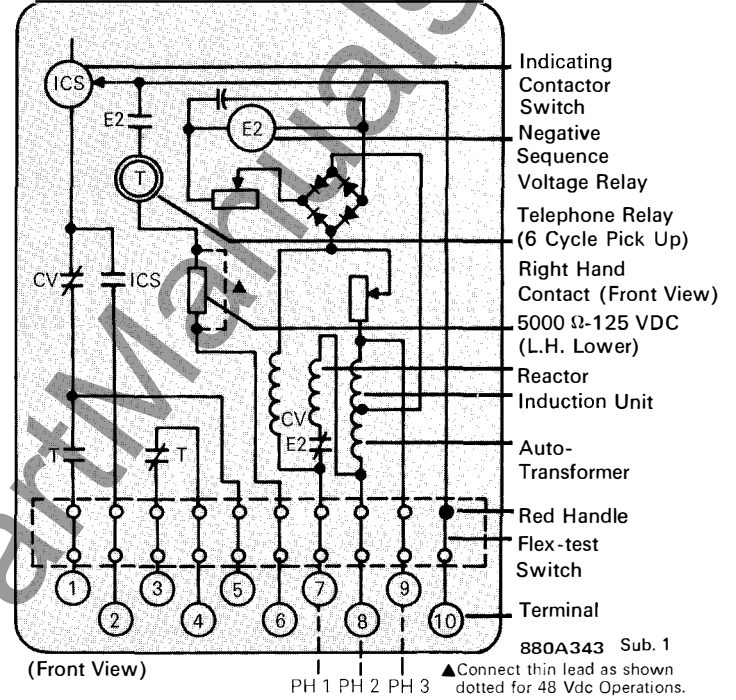 ICS
E2
E2
T
CV
ICS
CV
E2
T
T
1
2
3
4
5
6
7
8
9
10
Indicating
Contactor
Switch
Negative
Sequence
Voltage Relay
Telephone Relay
(6 Cycle Pick Up)
Right Hand
Contact (Front View)
5000 Ω-125 VDC
(L.H. Lower)
Reactor
Induction Unit
Auto-
Transformer
Red Handle
Flex-test
Switch
Terminal
880A343 Sub. 1
(Front View)
PH 1 PH 2 PH 3
▲Connect thin lead as shown
dotted for 48 Vdc Operations.